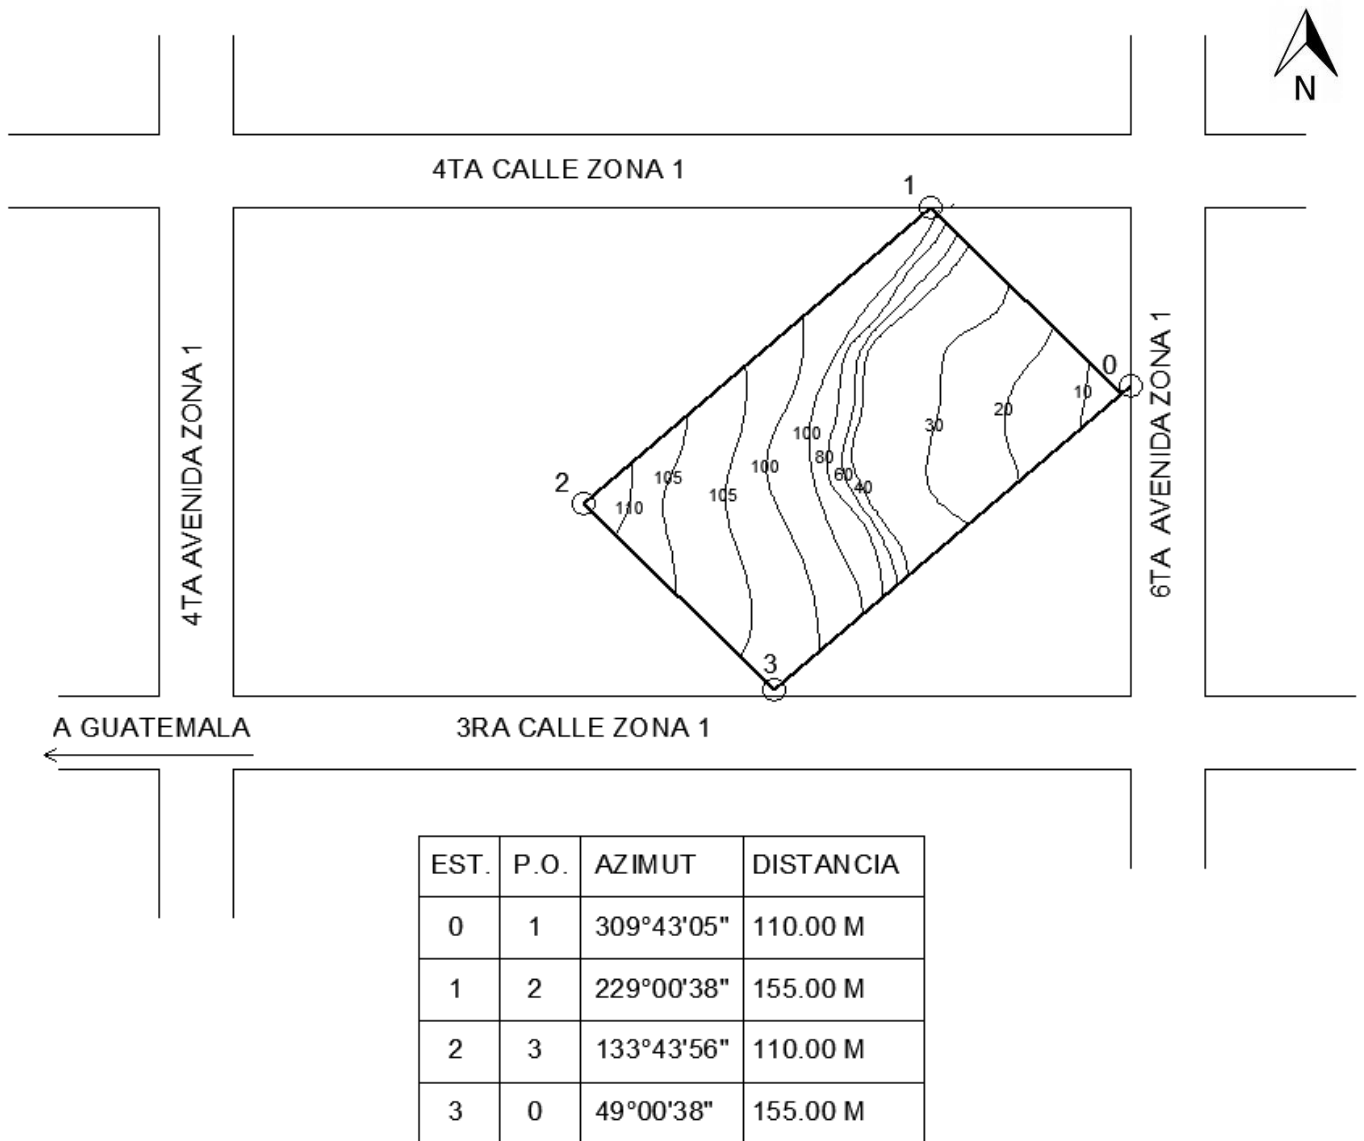 N
4TA CALLE ZONA 1
1
4TA AVENIDA ZONA 1
6TA AVENIDA ZONA 1
0
10
20
30
100
80
60
40
100
105
105
110
2
3
A GUATEMALA
3RA CALLE ZONA 1
EST. P.O. AZIMUT DISTANCIA
0 1 309°43'05" 110.00 M
1 2 229°00'38" 155.00 M
2 3 133°43'56" 110.00 M
3 0 49°00'38" 155.00 M